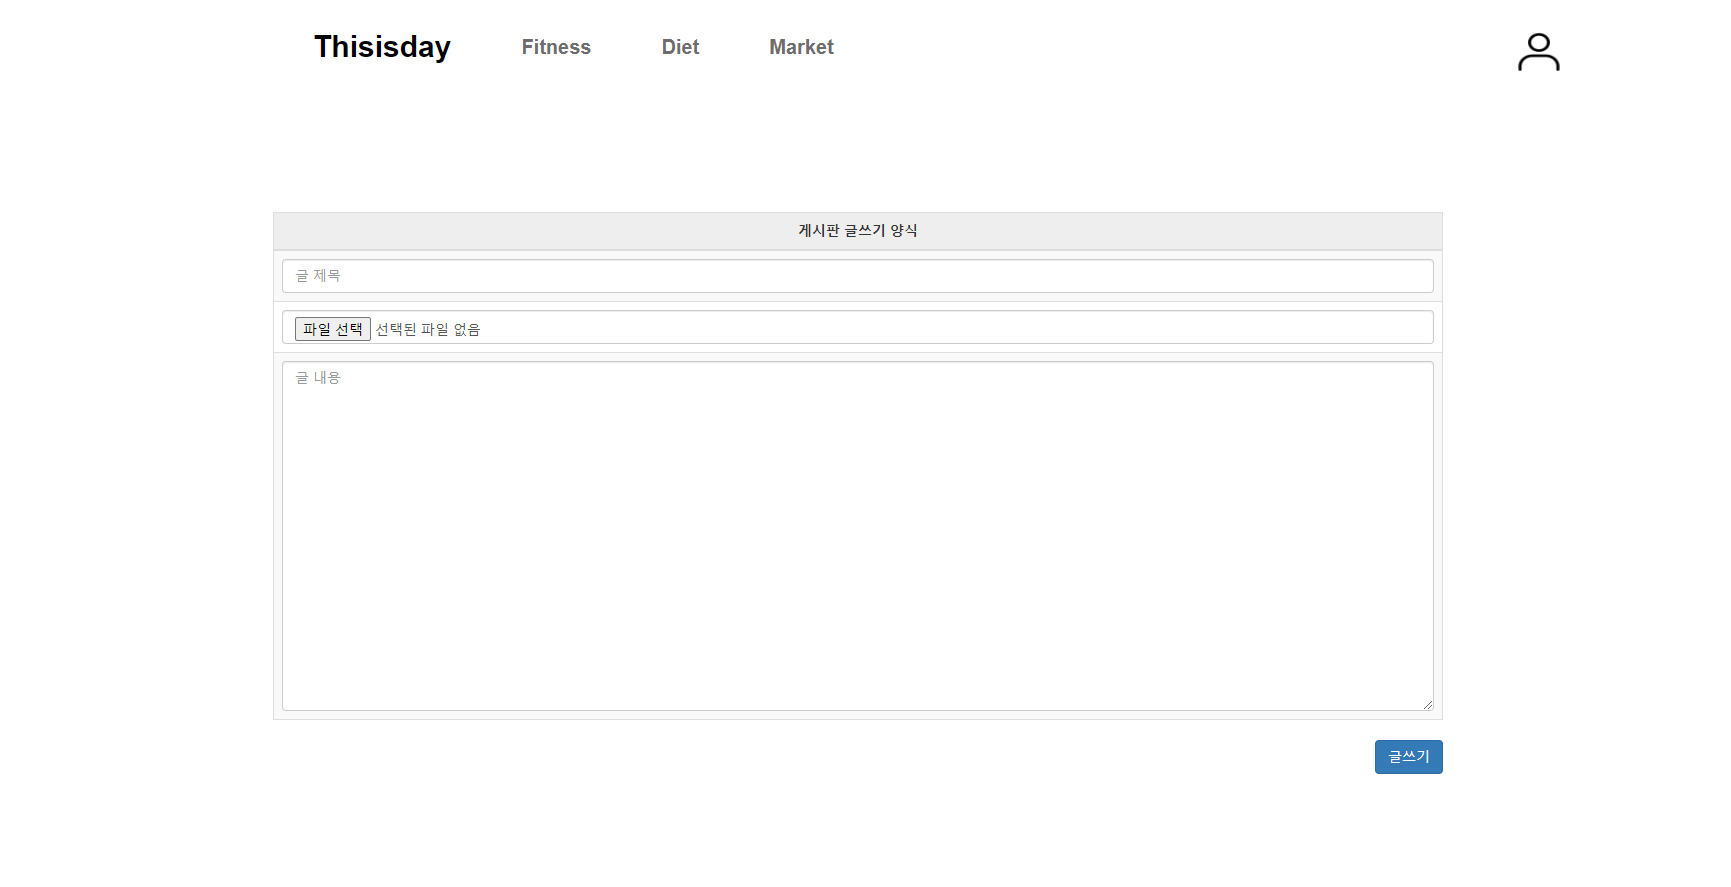 Thisisday Fitness Diet Market
게시판 글쓰기 양식
글 제목
파일 선택 선택된 파일 없음
글 내용
글쓰기